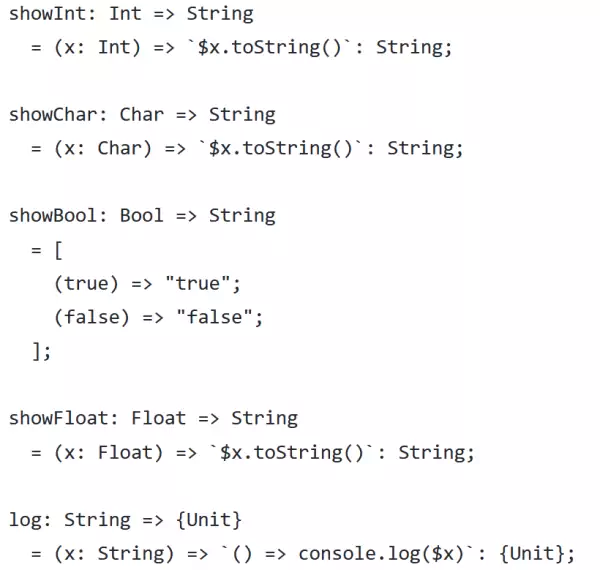 showInt: Int => String
  = (x: Int) => `$x.toString()`: String;

showChar: Char => String
  = (x: Char) => `$x.toString()`: String;

showBool: Bool => String
  = [
    (true) => "true";
    (false) => "false";
  ];

showFloat: Float => String
  = (x: Float) => `$x.toString()`: String;

log: String => {Unit}
  = (x: String) => `() => console.log($x)`: {Unit};